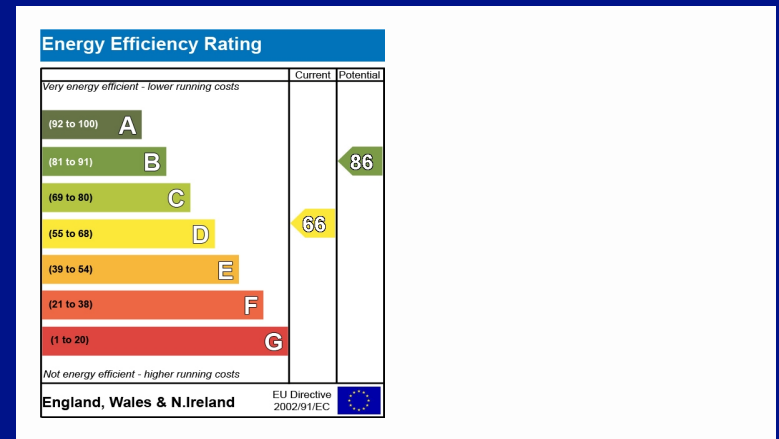 Energy Efficiency Rating
Current Potential
Very energy efficient - lower running costs
(92 to 100) A
(81 to 91) B
86
(69 to 80) C
66
(55 to 68) D
(39 to 54) E
(21 to 38) F
(1 to 20) G
Not energy efficient - higher running costs
England, Wales & N.Ireland
EU Directive
2002/91/EC